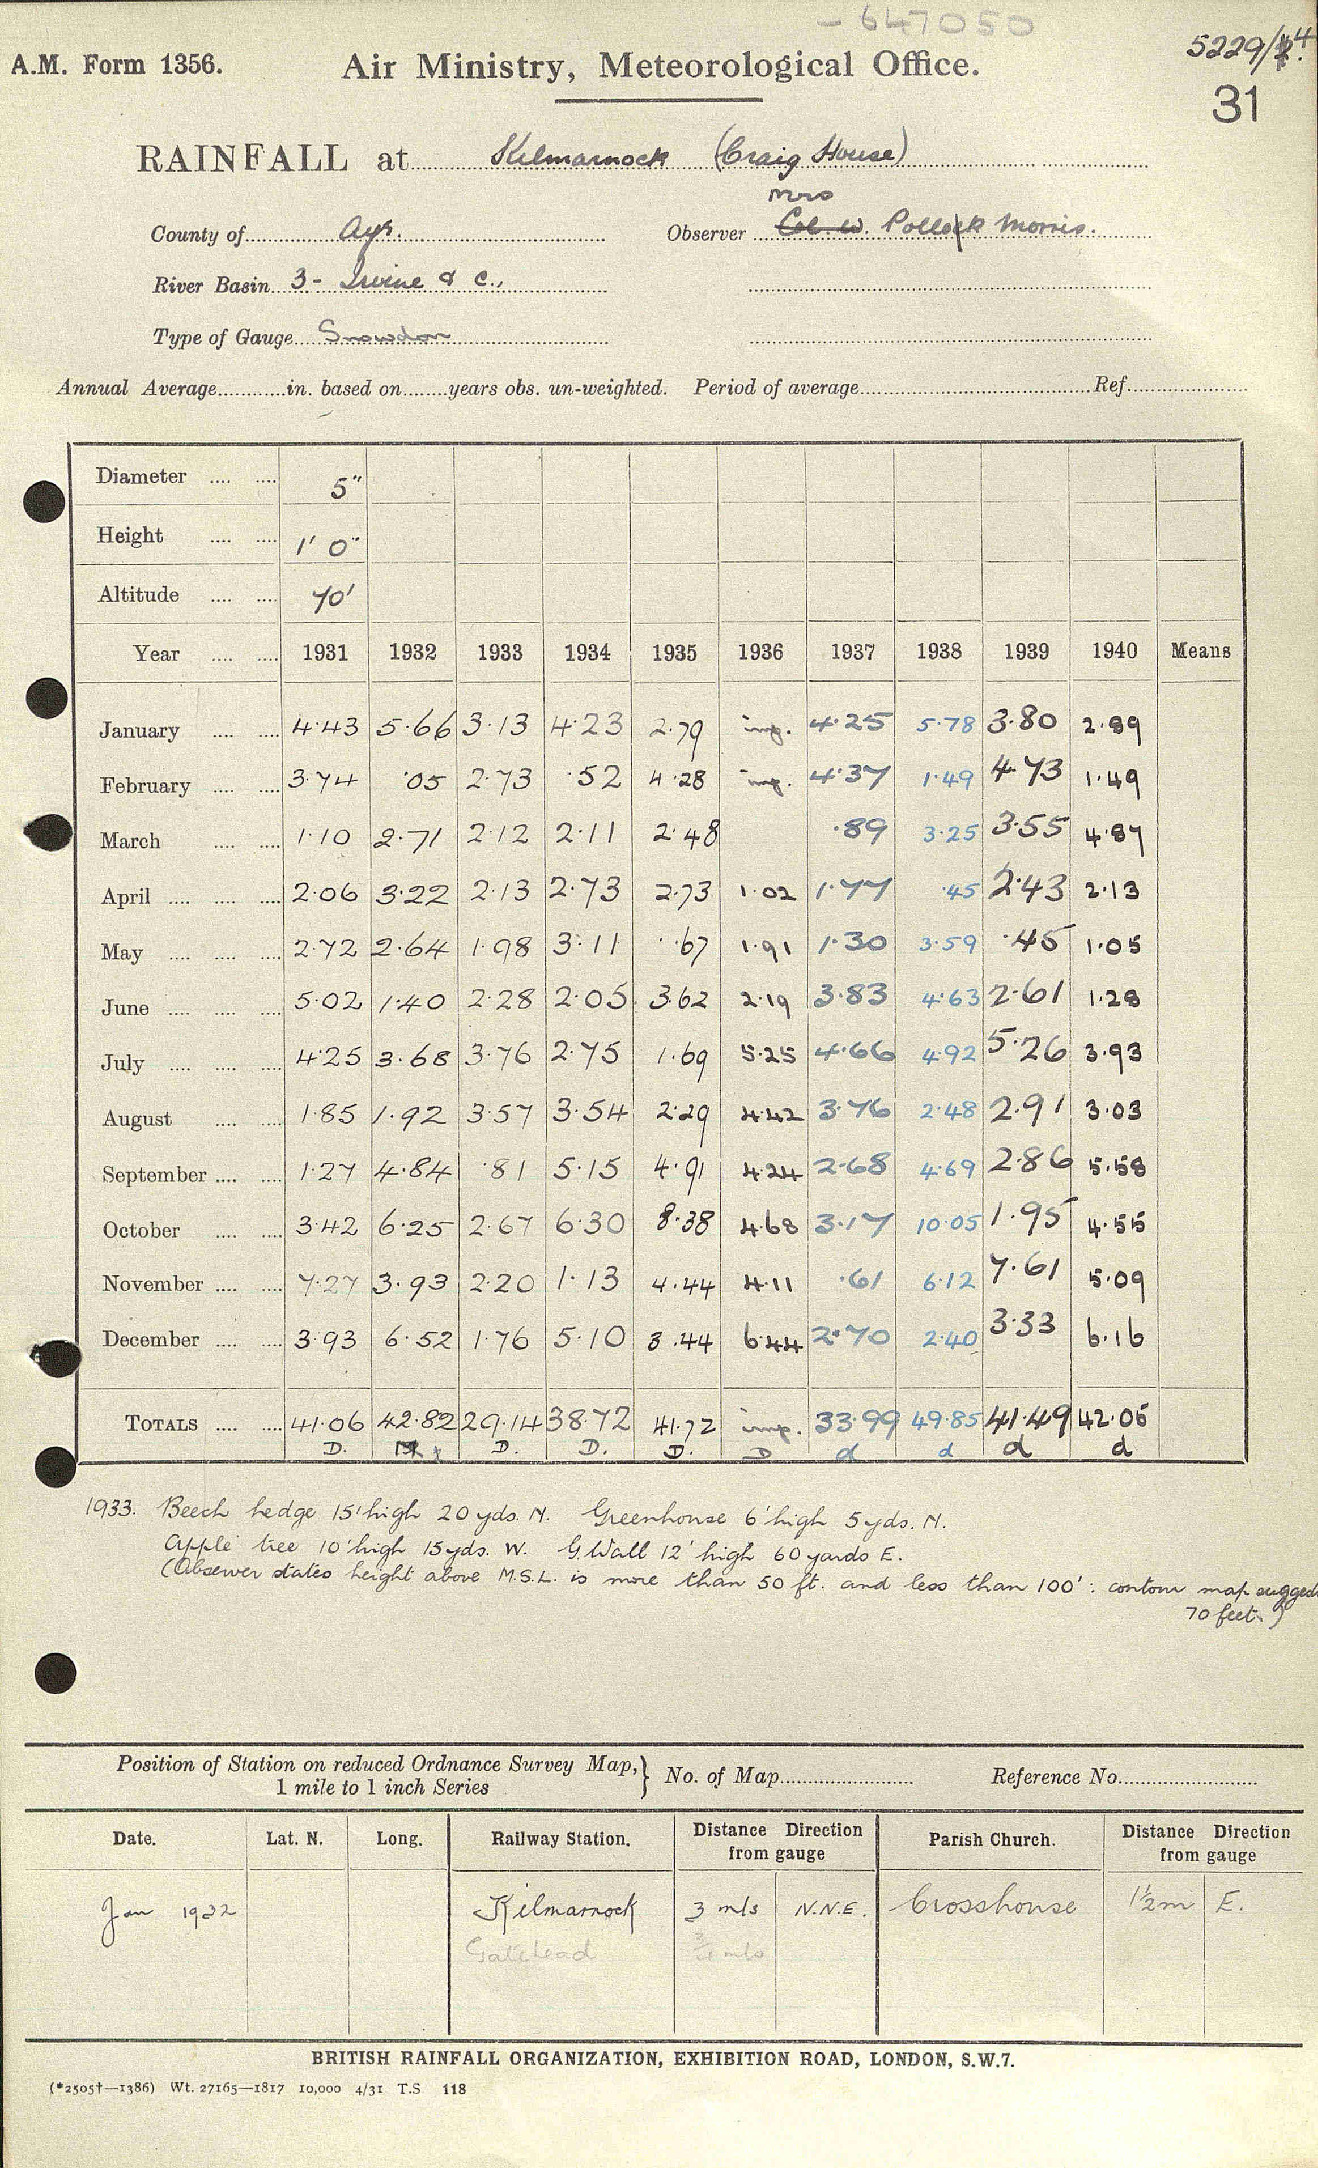 - 647050
5229/14.
31
A.M. Form 1356. Air Ministry, Meteorological Office.
RAINFALL at Kilmarnock (Craig House)
Mrs
County of Ayr. Observer Col. W. Pollock Morris.
River Basin 3- Irvine & c.,
Type of Gauge Snowdon
Annual Average in. based on years obs. un-weighted. Period of average Ref
Diameter 5"
Height 1' 0"
Altitude 70'
Year 1931 1932 1933 1934 1935 1936 1937 1938 1939 1940 Means
January 4.43 5.66 3.13 4.23 2.79 imp. 4.25 5.78 3.80 2.89
February 3.74 .05 2.73 .52 4.28 imp. 4.37 1.49 4.73 1.49
March 1.10 2.71 2.12 2.11 2.48 .89 3.25 3.55 4.87
April 2.06 3.22 2.13 2.73 2.73 1.02 1.77 .45 2.43 2.13
May 2.72 2.64 1.98 3.11 .67 1.91 1.30 3.59 .45 1.05
June 5.02 1.40 2.28 2.05 3.62 2.19 3.83 4.63 2.61 1.28
July 4.25 3.68 3.76 2.75 1.69 5.25 4.66 4.92 5.26 3.93
August 1.85 1.92 3.57 3.54 2.29 4.42 3.76 2.48 2.91 3.03
September 1.27 4.84 .81 5.15 4.91 4.24 2.68 4.69 2.86 5.58
October 3.42 6.25 2.67 6.30 8.38 4.68 3.17 10.05 1.95 4.55
November 7.27 3.93 2.20 1.13 4.44 4.11 .61 6.12 7.61 5.09
December 3.93 6.52 1.76 5.10 3.44 6.44 2.70 2.40 3.33 6.16
TOTALS 41.06 42.82 29.14 38.72 41.72 imp. 33.99 49.85 41.49 42.05
D. D. D. D. D d d d d
1933. Beech hedge 15' high 20 yds. N. Greenhouse 6' high 5 yds. N.
Apple tree 10' high 15 yds. W. G. Wall 12' high 60 yards E.
(Observer states height above M.S.L. is more than 50 ft. and less than 100': contour map suggests
70 feet.)
Position of Station on reduced Ordnance Survey Map, 1 mile to 1 inch Series } No. of Map Reference No.
Date. Lat. N. Long. Railway Station. Distance Direction from gauge Parish Church. Distance Direction from gauge
Jan 1932 Kilmarnock 3 mls N.N.E. Crosshouse 1½m E.
Gatehead ¾ mls
BRITISH RAINFALL ORGANIZATION, EXHIBITION ROAD, LONDON, S.W.7.
(*2505†—1386) Wt. 27165—1817 10,000 4/31 T.S 118